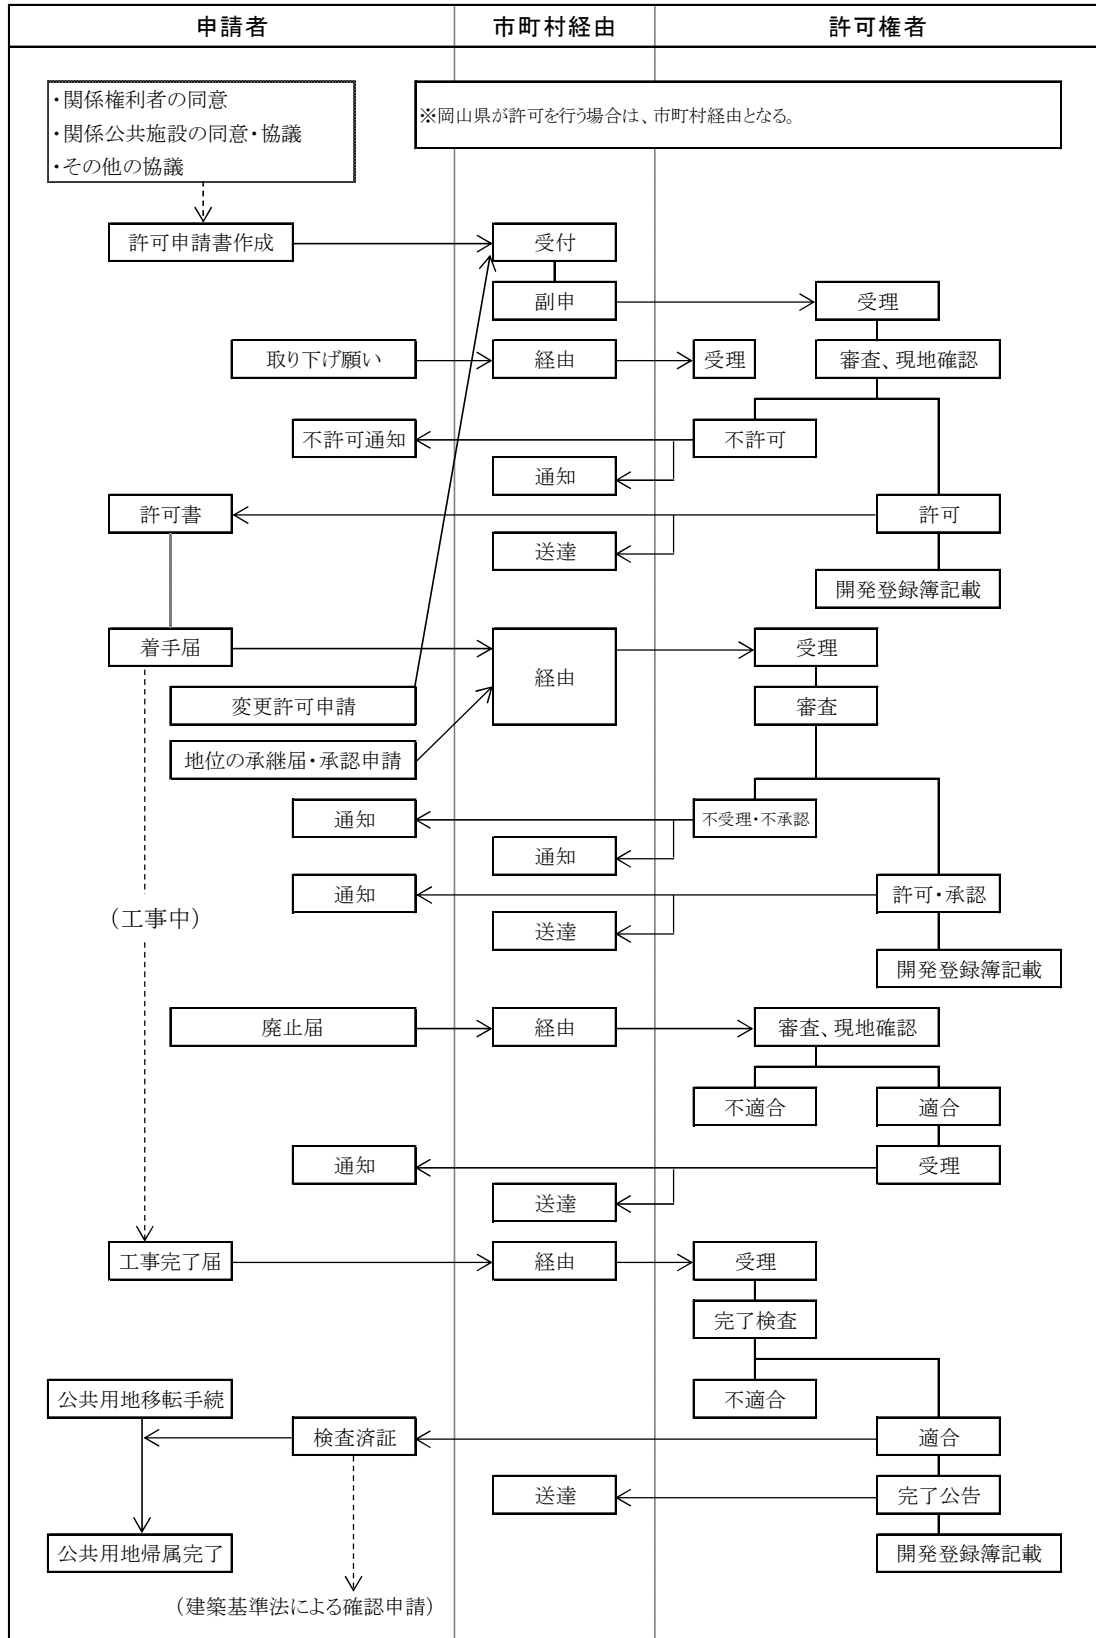 申請者
市町村経由
許可権者
・関係権利者の同意
・関係公共施設の同意・協議
・その他の協議
※岡山県が許可を行う場合は、市町村経由となる。
許可申請書作成
受付
副申
受理
取り下げ願い
経由
受理
審査、現地確認
不許可通知
不許可
通知
許可書
許可
送達
開発登録簿記載
着手届
経由
受理
変更許可申請
審査
地位の承継届・承認申請
通知
不受理・不承認
通知
通知
許可・承認
(工事中)
送達
開発登録簿記載
廃止届
経由
審査、現地確認
不適合
適合
通知
受理
送達
工事完了届
経由
受理
完了検査
公共用地移転手続
不適合
検査済証
適合
送達
完了公告
公共用地帰属完了
開発登録簿記載
(建築基準法による確認申請)